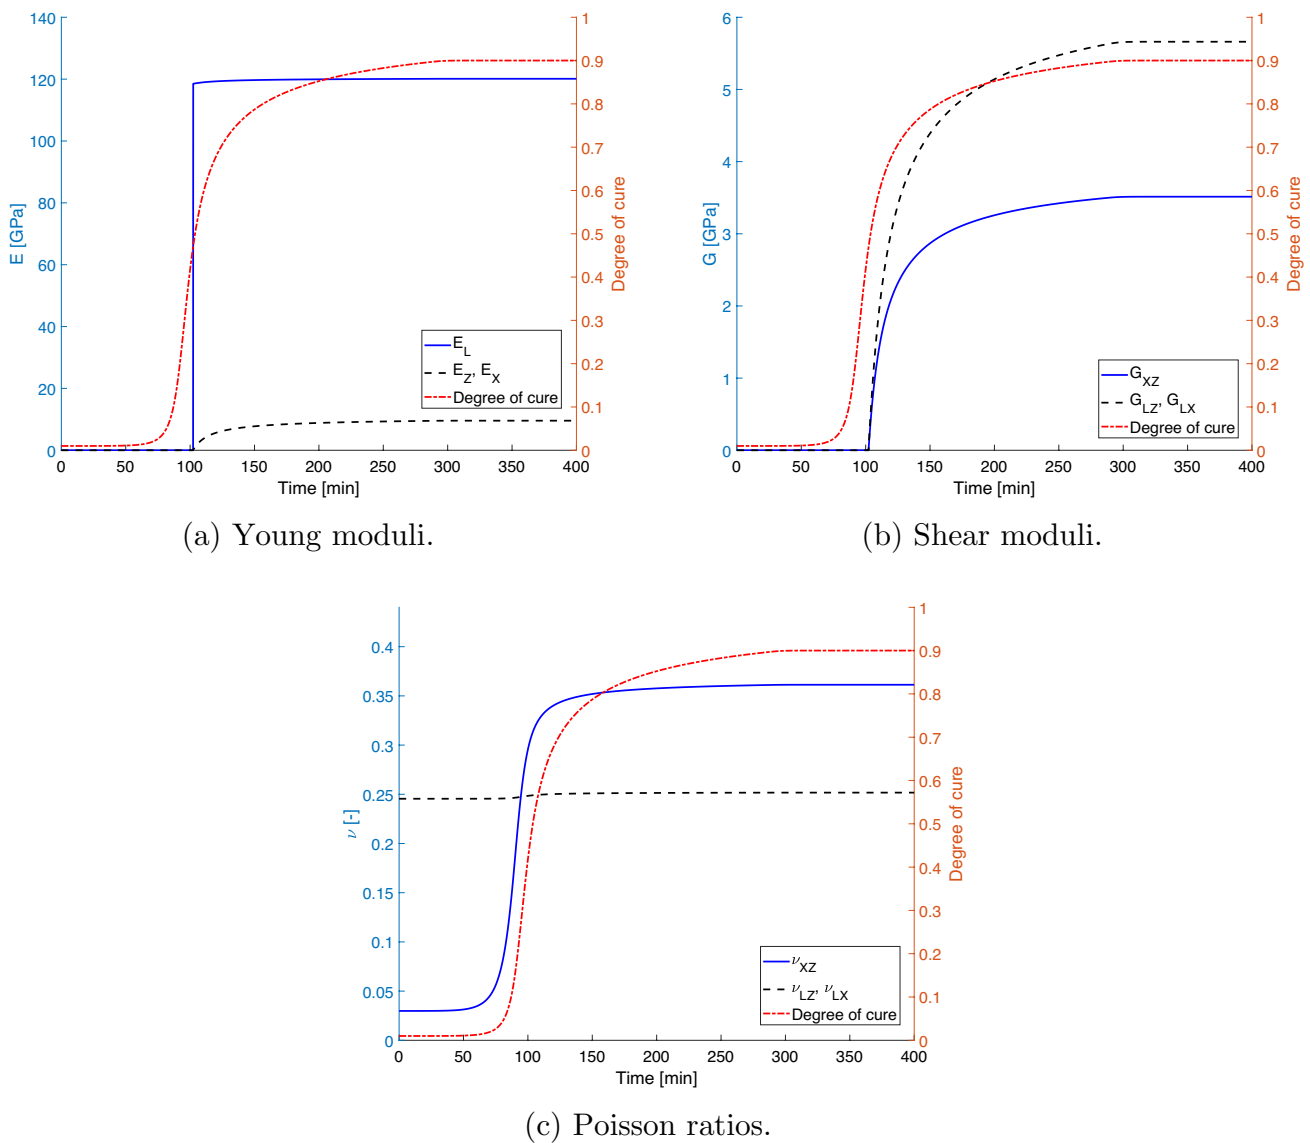 140
120
100
80
60
40
20
0
E [GPa]
1
0.9
0.8
0.7
0.6
0.5
0.4
0.3
0.2
0.1
0
Degree of cure
E_L
E_Z, E_X
Degree of cure
0 50 100 150 200 250 300 350 400
Time [min]
(a) Young moduli.
6
5
4
3
2
1
0
G [GPa]
1
0.9
0.8
0.7
0.6
0.5
0.4
0.3
0.2
0.1
0
Degree of cure
G_XZ
G_LZ, G_LX
Degree of cure
0 50 100 150 200 250 300 350 400
Time [min]
(b) Shear moduli.
0.4
0.35
0.3
0.25
0.2
0.15
0.1
0.05
0
ν [-]
1
0.9
0.8
0.7
0.6
0.5
0.4
0.3
0.2
0.1
0
Degree of cure
ν_XZ
ν_LZ, ν_LX
Degree of cure
0 50 100 150 200 250 300 350 400
Time [min]
(c) Poisson ratios.